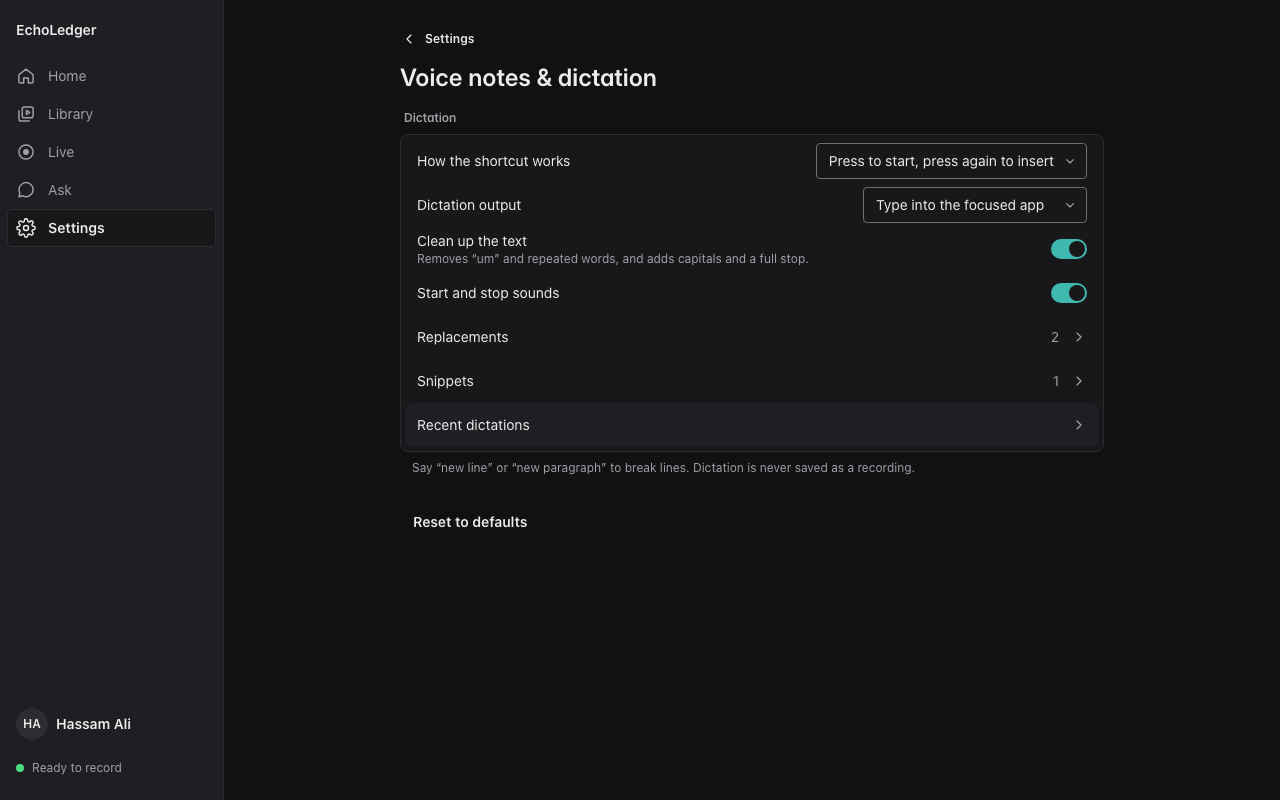 EchoLedger
Home
Library
Live
Ask
Settings
HA Hassam Ali
Ready to record
Settings
Voice notes & dictation
Dictation
How the shortcut works Press to start, press again to insert
Dictation output Type into the focused app
Clean up the text
Removes “um” and repeated words, and adds capitals and a full stop.
Start and stop sounds
Replacements 2
Snippets 1
Recent dictations
Say “new line” or “new paragraph” to break lines. Dictation is never saved as a recording.
Reset to defaults